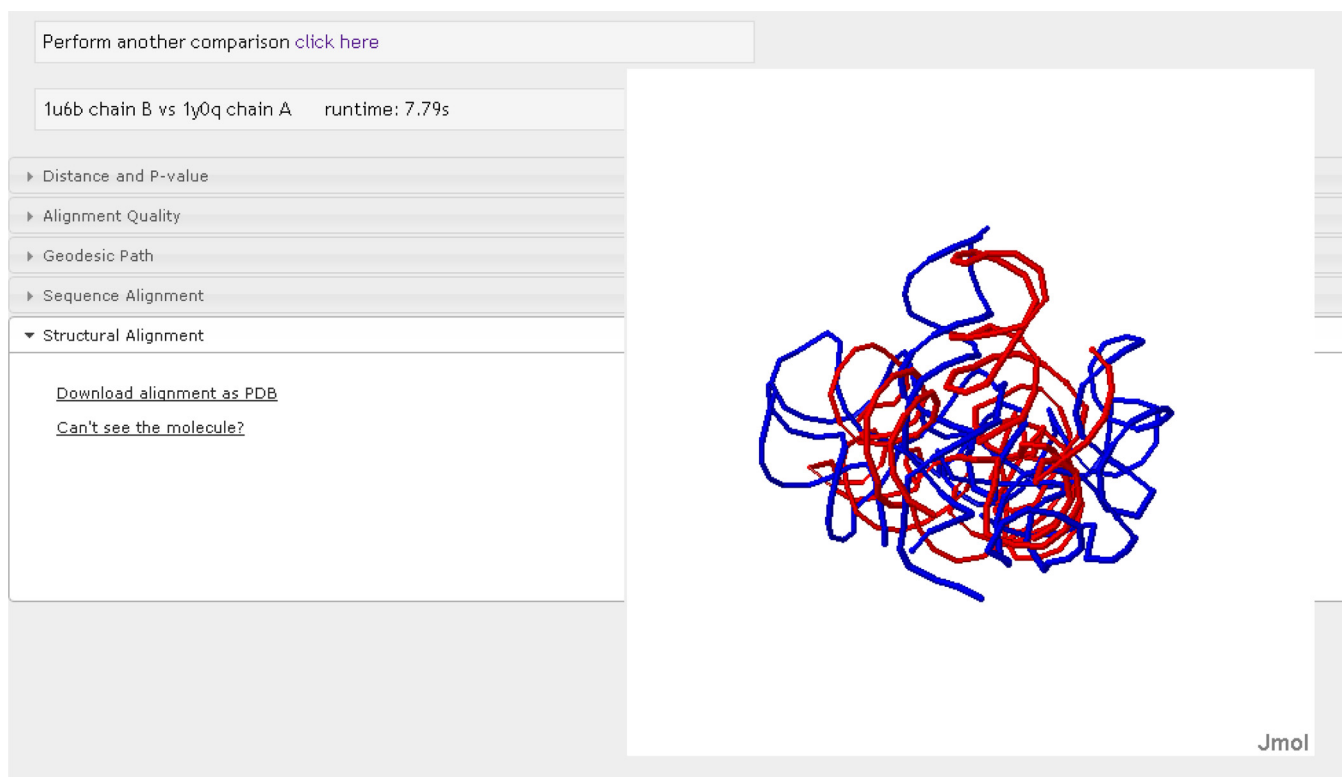 Perform another comparison click here
1u6b chain B vs 1y0q chain A runtime: 7.79s
Distance and P-value
Alignment Quality
Geodesic Path
Sequence Alignment
Structural Alignment
Download alignment as PDB
Can't see the molecule?
Jmol